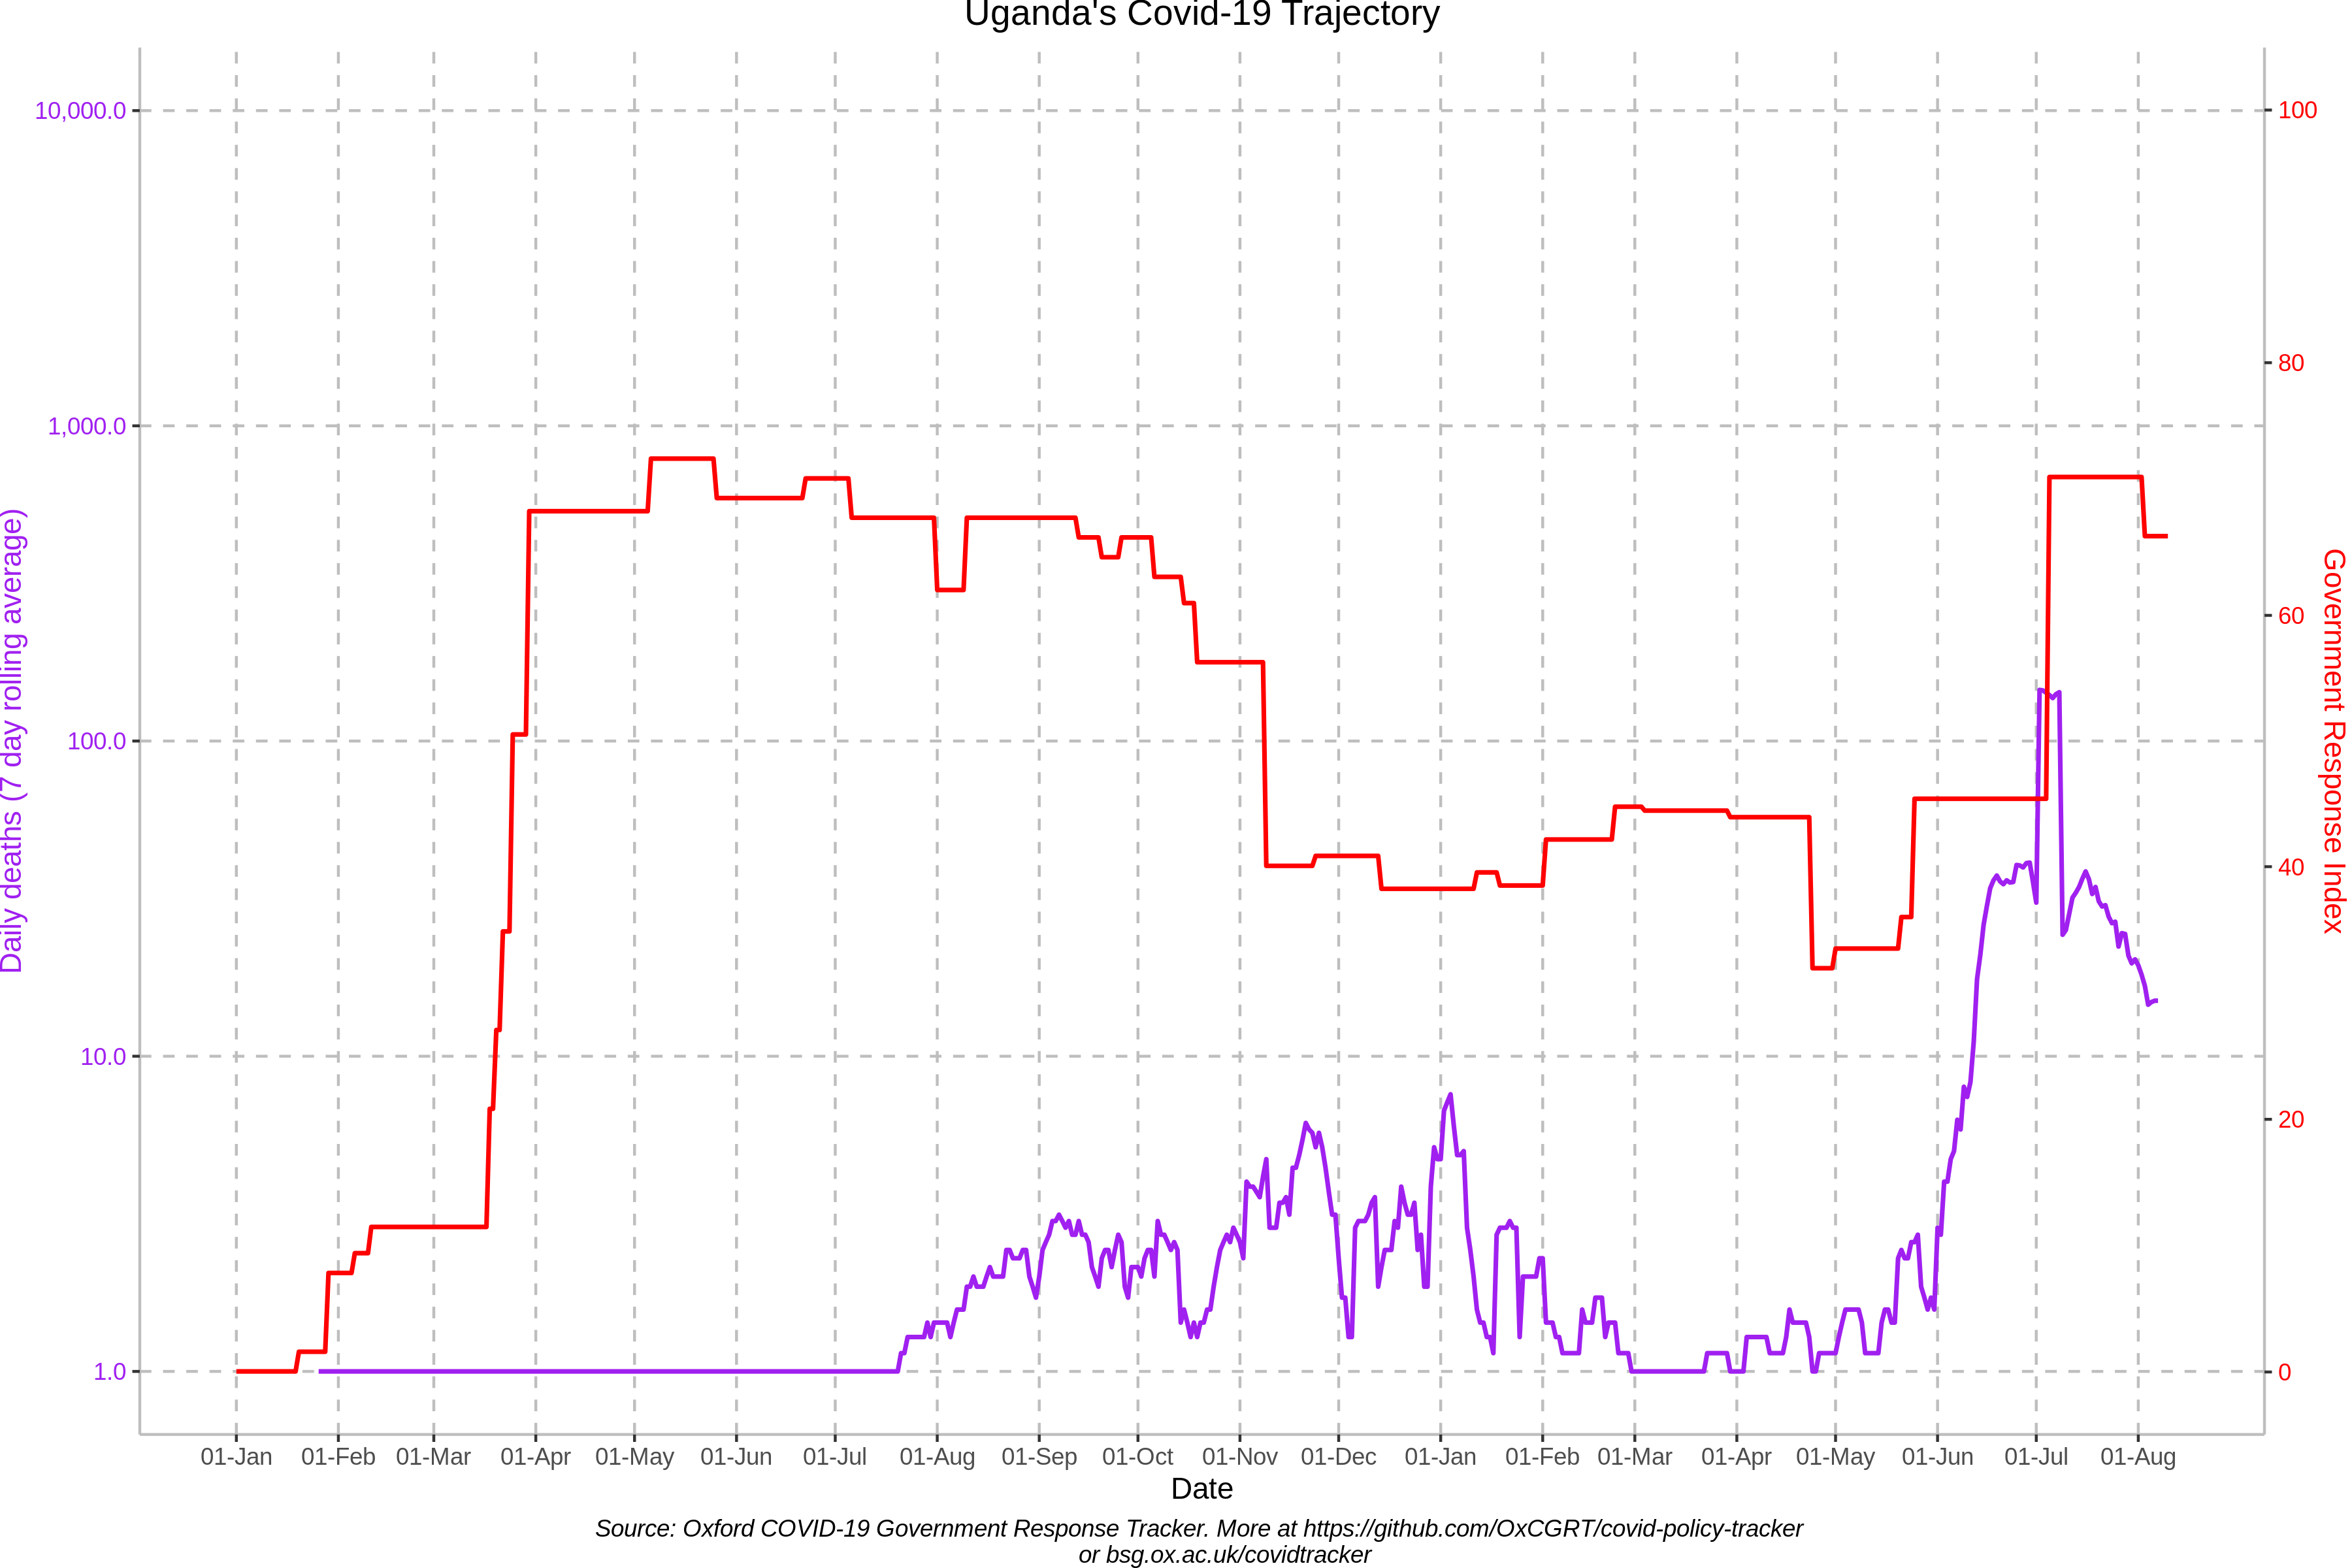 Uganda's Covid-19 Trajectory
10,000.0
1,000.0
100.0
10.0
1.0
Daily deaths (7 day rolling average)
100
80
60
40
20
0
Government Response Index
01-Jan 01-Feb 01-Mar 01-Apr 01-May 01-Jun 01-Jul 01-Aug 01-Sep 01-Oct 01-Nov 01-Dec 01-Jan 01-Feb 01-Mar 01-Apr 01-May 01-Jun 01-Jul 01-Aug
Date
Source: Oxford COVID-19 Government Response Tracker. More at https://github.com/OxCGRT/covid-policy-tracker
or bsg.ox.ac.uk/covidtracker